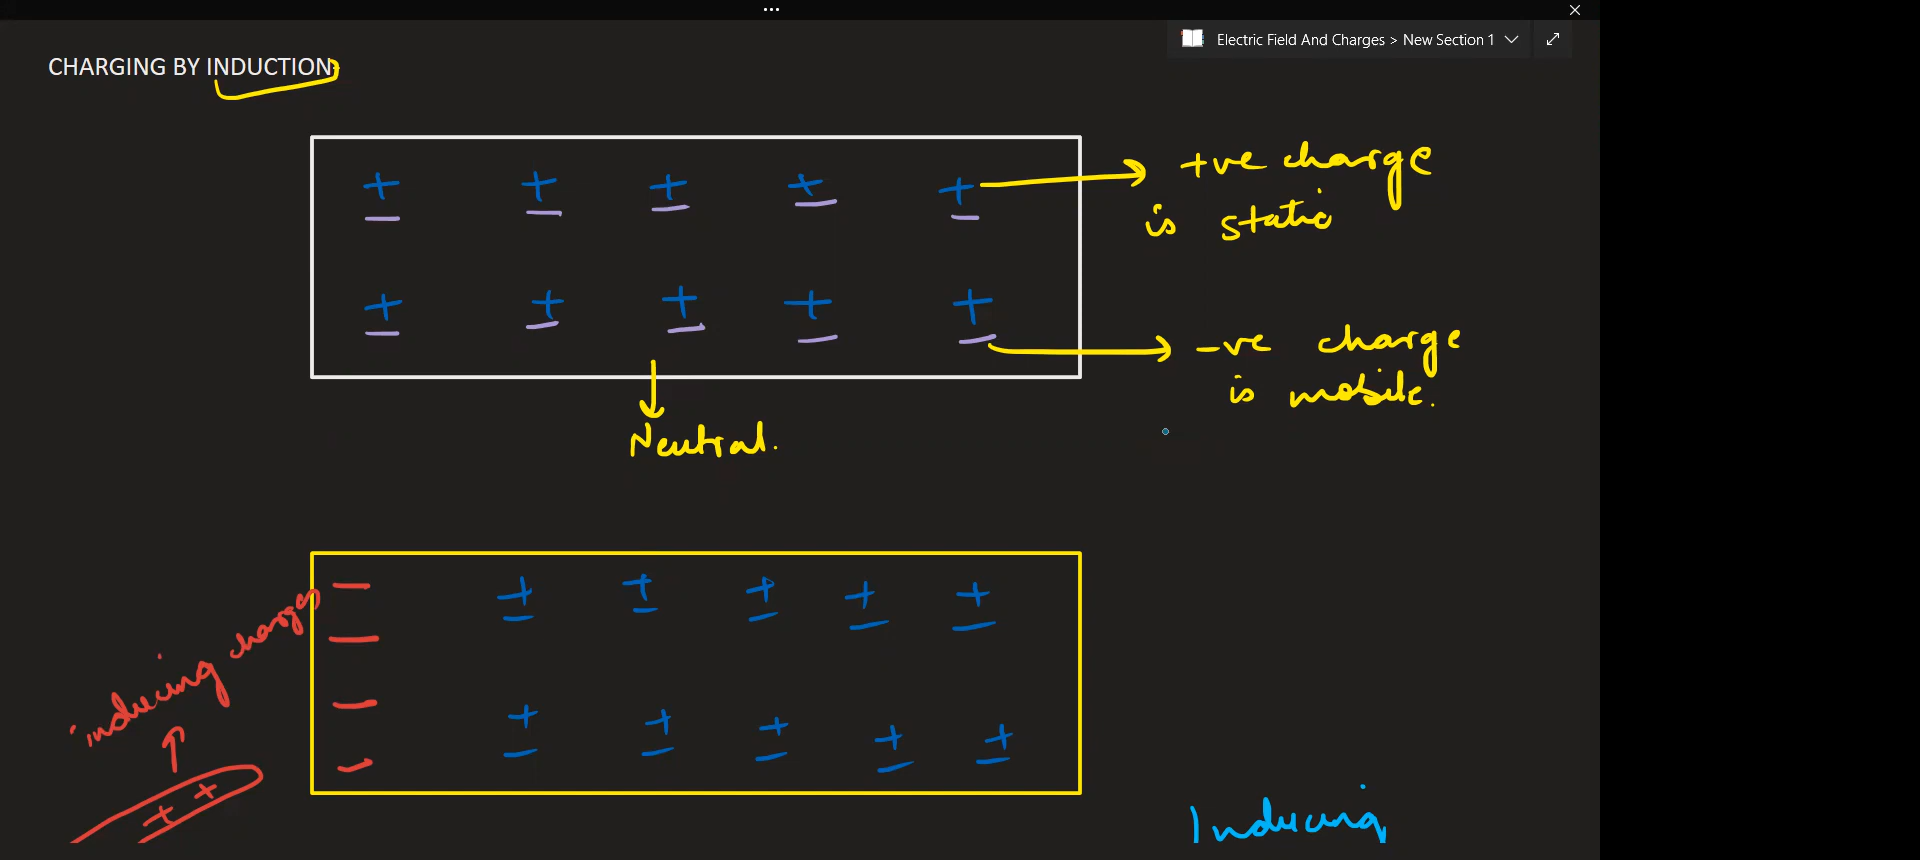 Electric Field And Charges > New Section 1
CHARGING BY INDUCTION:
+ + + + +
− − − − −
+ve charge
is static
+ + + + +
− − − − −
-ve charge
is mobile.
Neutral.
− + + + + +
− − − − −
−
inducing charges
− + + + + +
− − − − −
−
+ +
Inducing